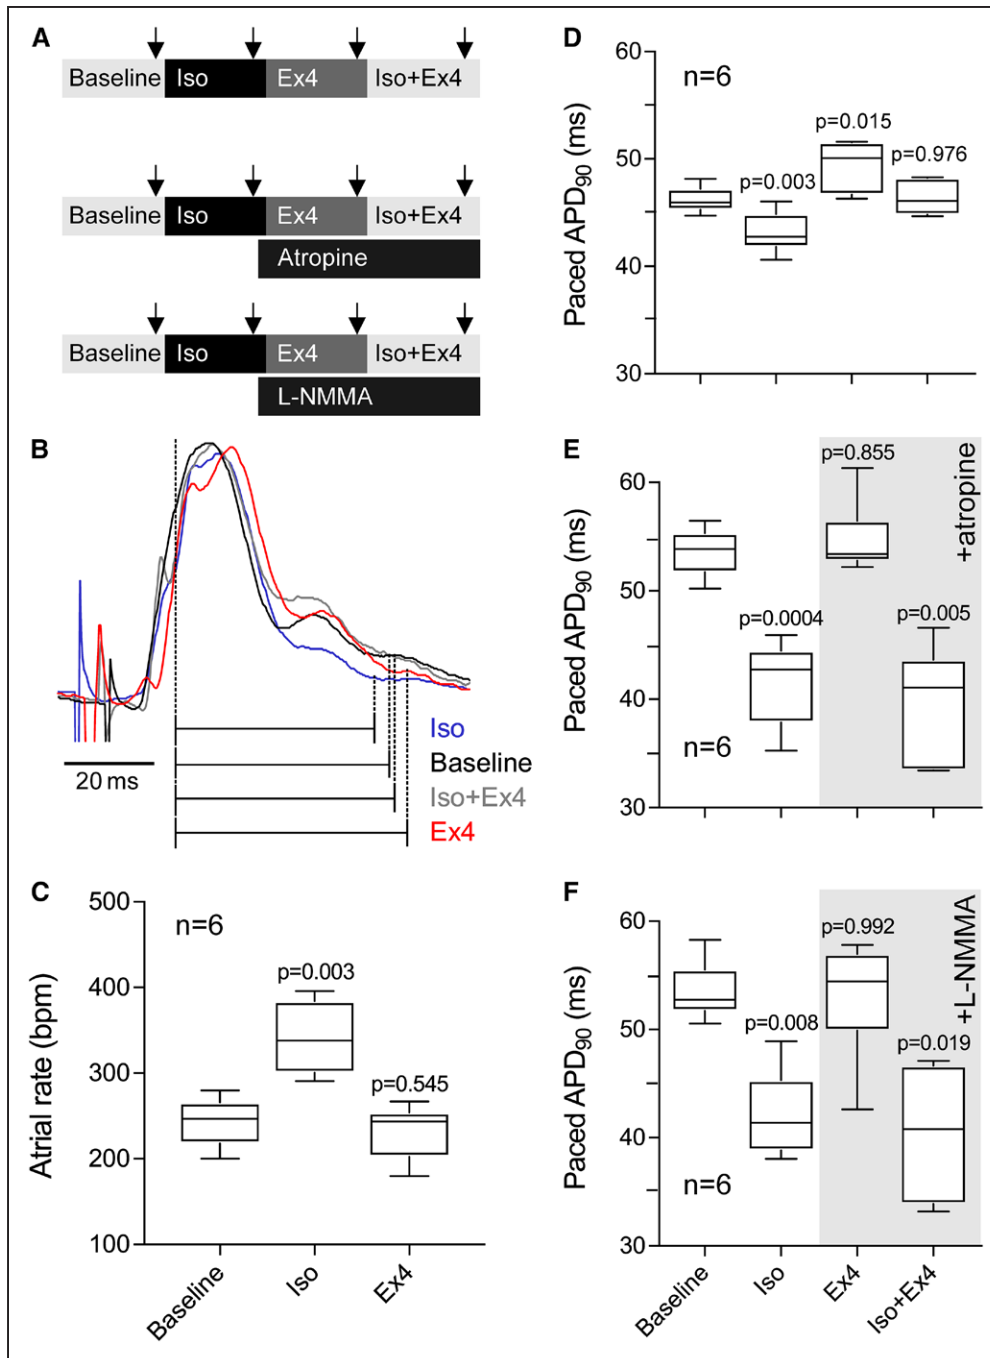 A
Baseline Iso Ex4 Iso+Ex4
Baseline Iso Ex4 Iso+Ex4
Atropine
Baseline Iso Ex4 Iso+Ex4
L-NMMA
B
Iso
Baseline
Iso+Ex4
Ex4
20 ms
C
Atrial rate (bpm)
500
400
300
200
100
n=6
p=0.003
p=0.545
Baseline
Iso
Ex4
D
Paced APD90 (ms)
60
50
40
30
n=6
p=0.003
p=0.015
p=0.976
E
Paced APD90 (ms)
60
50
40
30
n=6
p=0.0004
p=0.855
p=0.005
+atropine
F
Paced APD90 (ms)
60
50
40
30
n=6
p=0.008
p=0.992
p=0.019
+L-NMMA
Baseline
Iso
Ex4
Iso+Ex4